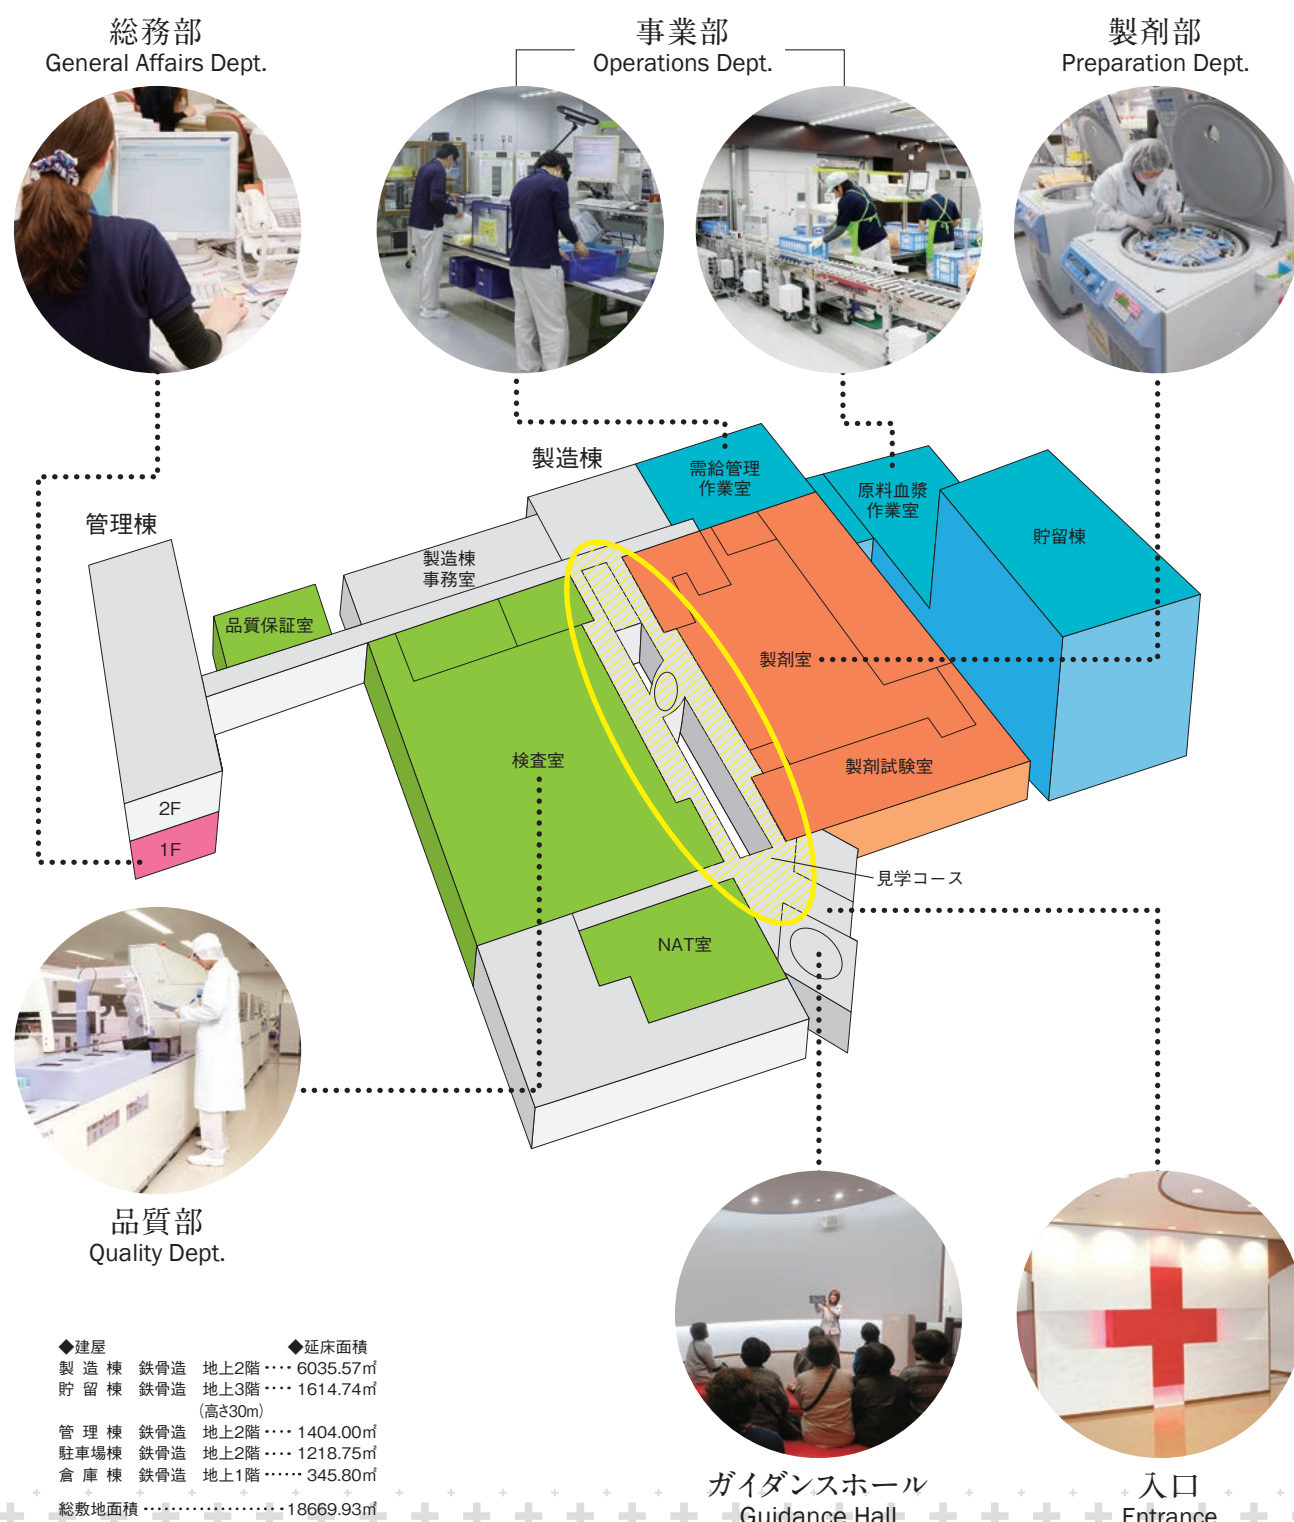 総務部
General Affairs Dept.
事業部
Operations Dept.
製剤部
Preparation Dept.
製造棟
需給管理
作業室
原料血漿
作業室
貯留棟
管理棟
製造棟
事務室
品質保証室
製剤室
検査室
製剤試験室
2F
1F
見学コース
NAT室
品質部
Quality Dept.
◆建屋 ◆延床面積
製造棟 鉄骨造 地上2階‥‥6035.57㎡
貯留棟 鉄骨造 地上3階‥‥1614.74㎡
(高さ30m)
管理棟 鉄骨造 地上2階‥‥1404.00㎡
駐車場棟 鉄骨造 地上2階‥‥1218.75㎡
倉庫棟 鉄骨造 地上1階‥‥‥345.80㎡
総敷地面積‥‥‥‥‥‥‥‥‥‥18669.93㎡
ガイダンスホール
Guidance Hall
入口
Entrance